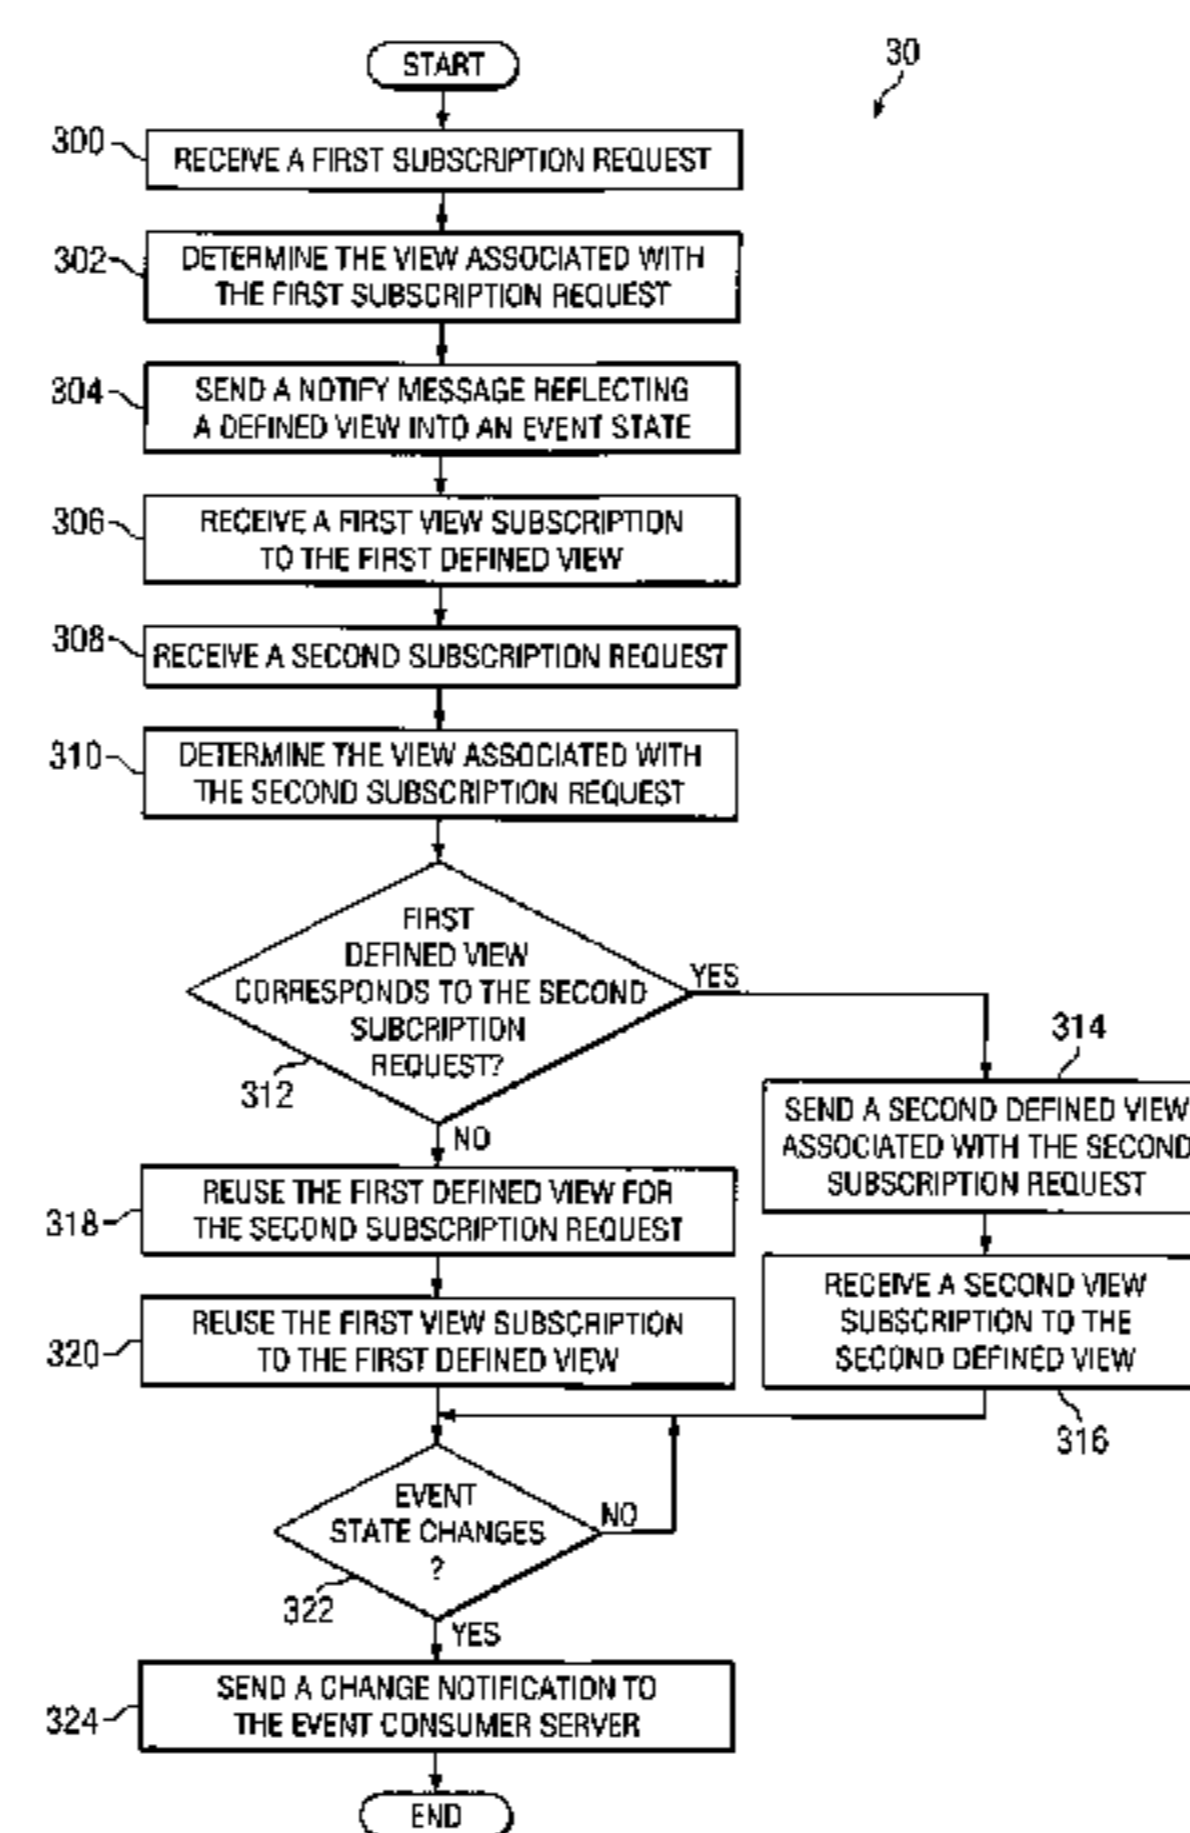 START
30
300
RECEIVE A FIRST SUBSCRIPTION REQUEST
302
DETERMINE THE VIEW ASSOCIATED WITH
THE FIRST SUBSCRIPTION REQUEST
304
SEND A NOTIFY MESSAGE REFLECTING
A DEFINED VIEW INTO AN EVENT STATE
306
RECEIVE A FIRST VIEW SUBSCRIPTION
TO THE FIRST DEFINED VIEW
308
RECEIVE A SECOND SUBSCRIPTION REQUEST
310
DETERMINE THE VIEW ASSOCIATED WITH
THE SECOND SUBSCRIPTION REQUEST
FIRST
DEFINED VIEW
CORRESPONDS TO THE SECOND
SUBCRIPTION
REQUEST?
312
YES
NO
314
SEND A SECOND DEFINED VIEW
ASSOCIATED WITH THE SECOND
SUBSCRIPTION REQUEST
318
REUSE THE FIRST DEFINED VIEW FOR
THE SECOND SUBSCRIPTION REQUEST
RECEIVE A SECOND VIEW
SUBSCRIPTION TO THE
SECOND DEFINED VIEW
316
320
REUSE THE FIRST VIEW SUBSCRIPTION
TO THE FIRST DEFINED VIEW
EVENT
STATE CHANGES
?
322
NO
YES
324
SEND A CHANGE NOTIFICATION TO
THE EVENT CONSUMER SERVER
END